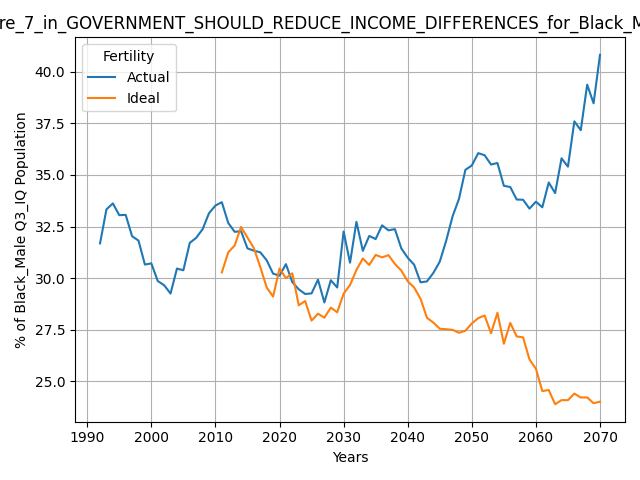 re_7_in_GOVERNMENT_SHOULD_REDUCE_INCOME_DIFFERENCES_for_Black_M
Fertility
Actual
Ideal
% of Black_Male Q3_IQ Population
40.0
37.5
35.0
32.5
30.0
27.5
25.0
1990 2000 2010 2020 2030 2040 2050 2060 2070
Years